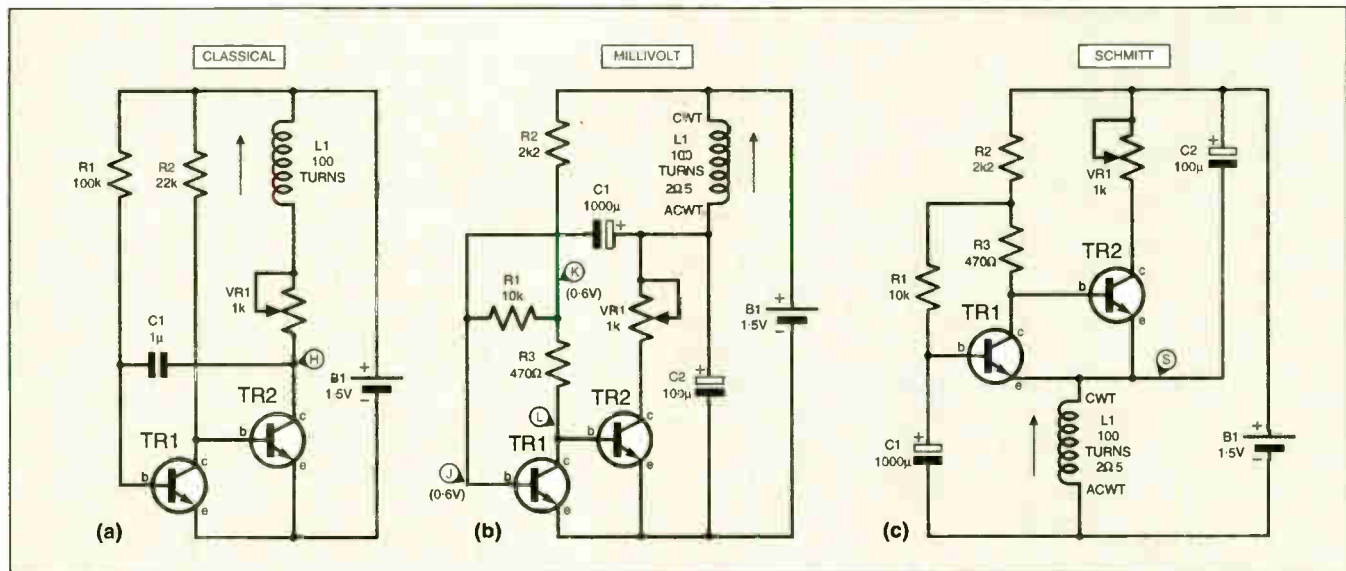 CLASSICAL
R1
100k
R2
22k
L1
100
TURNS
VR1
1k
C1
1µ
H
B1
1·5V
+
−
TR1
TR2
b
c
e
b
c
e
(a)
MILLIVOLT
R2
2k2
CWT
L1
100
TURNS
2Ω5
ACWT
C1
1000µ
+
K
(0·6V)
R1
10k
VR1
1k
R3
470Ω
B1
1·5V
+
−
C2
100µ
+
L
TR1
TR2
b
c
e
b
c
e
J
(0·6V)
(b)
SCHMITT
R2
2k2
VR1
1k
C2
100µ
+
R1
10k
R3
470Ω
TR1
TR2
b
c
e
b
c
e
S
CWT
L1
100
TURNS
2Ω5
ACWT
C1
1000µ
+
B1
1·5V
+
−
(c)